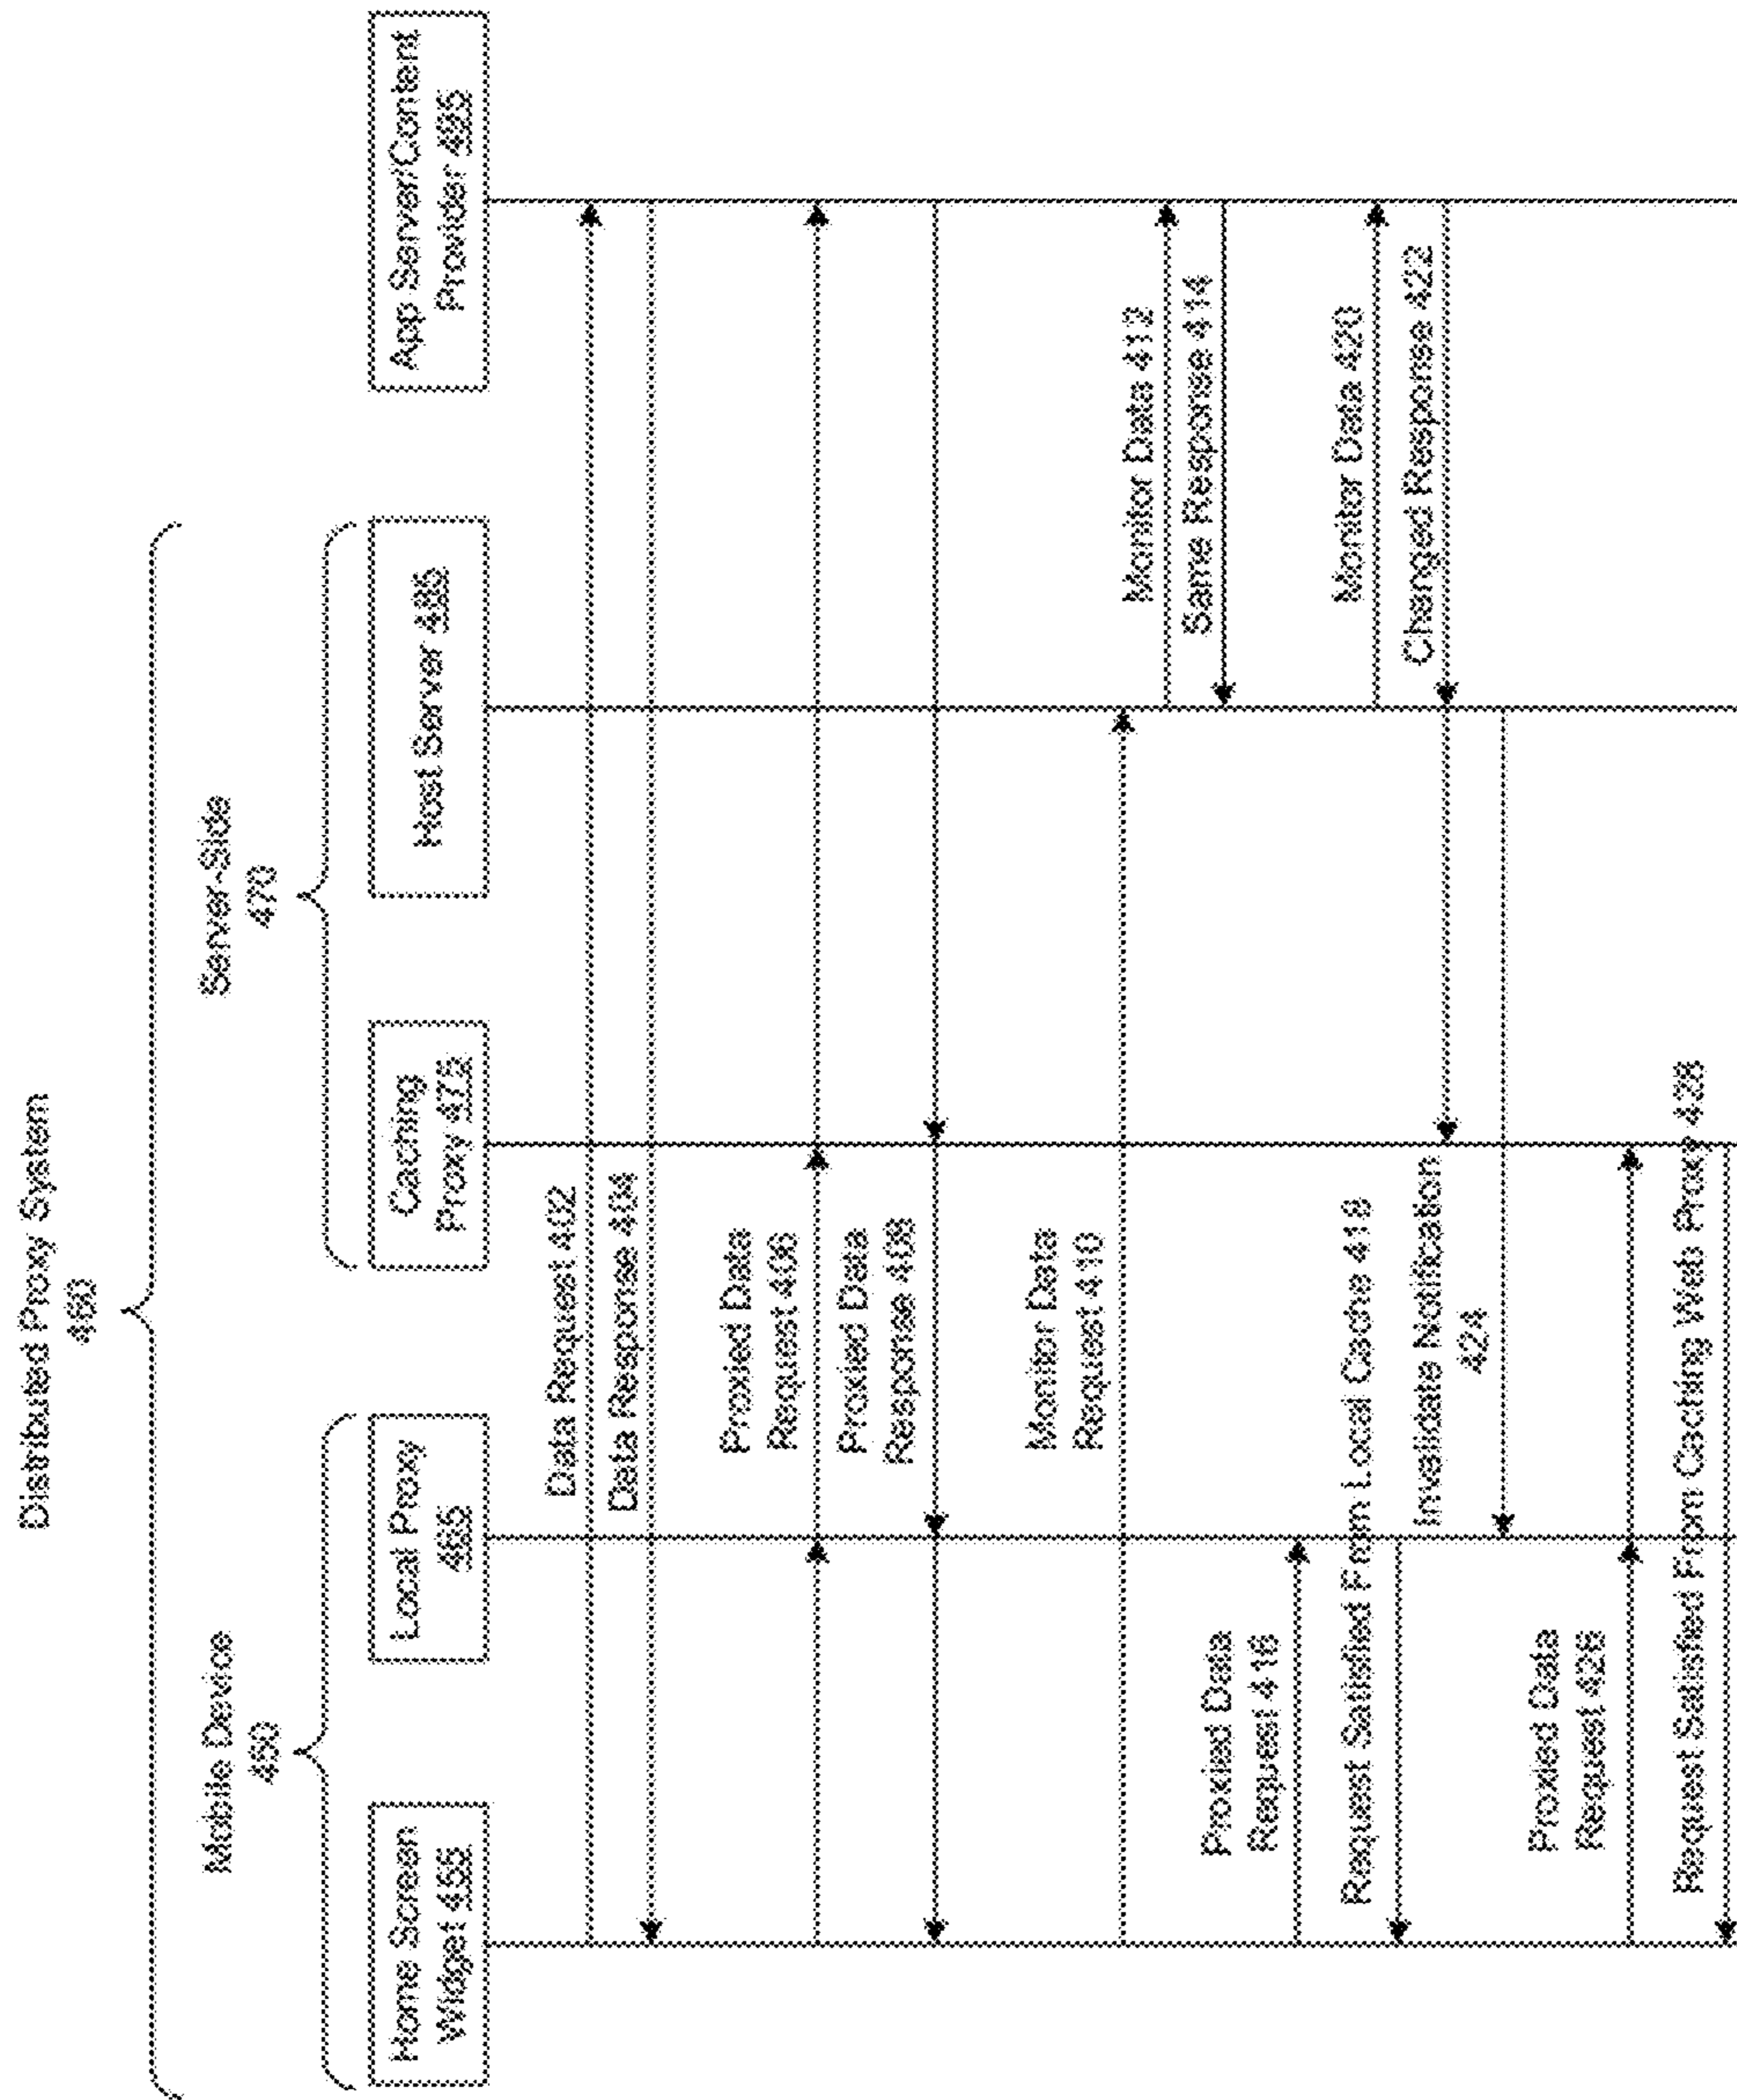 Distributed Proxy System
460
Mobile Device
450
Server-Side
470
Home Screen
Widget 455
Local Proxy
465
Caching
Proxy 475
Host Server 485
App Server/Content
Provider 495
Data Request 402
Data Response 404
Proxied Data
Request 406
Proxied Data
Response 408
Monitor Data
Request 410
Monitor Data 412
Same Response 414
Proxied Data
Request 416
Request Satisfied From Local Cache 418
Monitor Data 420
Changed Response 422
Invalidate Notification
424
Proxied Data
Request 426
Request Satisfied From Caching Web Proxy 428